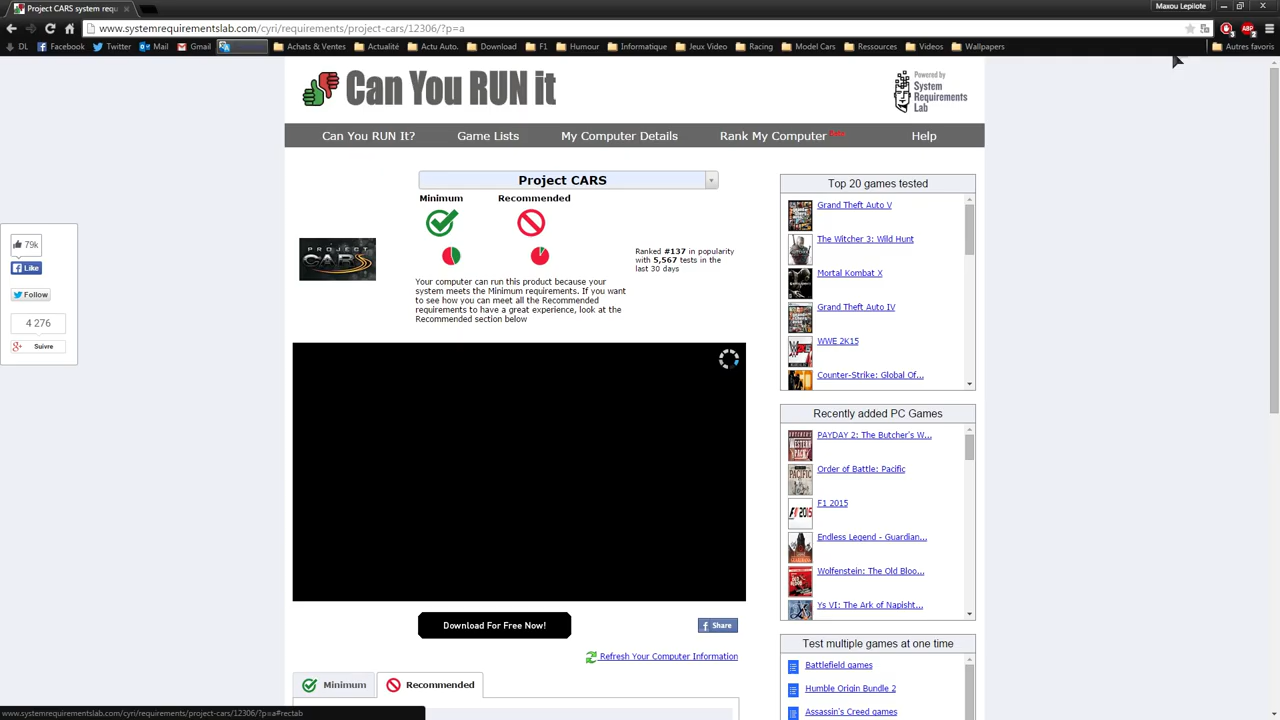 Project CARS system requ
Maxou Lepilote
www.systemrequirementslab.com/cyri/requirements/project-cars/12306/?p=a
DL Facebook Twitter Mail Gmail Achats & Ventes Actualité Actu Auto. Download F1 Humour Informatique Jeux Video Racing Model Cars Ressources Videos Wallpapers Autres favoris
Can You RUN it
Powered by
System
Requirements
Lab
Can You RUN It? Game Lists My Computer Details Rank My Computer Beta Help
Project CARS
Minimum Recommended
PROJECT
CARS
Ranked #137 in popularity
with 5,567 tests in the
last 30 days
Your computer can run this product because your
system meets the Minimum requirements. If you want
to see how you can meet all the Recommended
requirements to have a great experience, look at the
Recommended section below
79k
Like
Follow
4 276
Suivre
Download For Free Now!
Share
Refresh Your Computer Information
Minimum Recommended
Top 20 games tested
Grand Theft Auto V
The Witcher 3: Wild Hunt
Mortal Kombat X
Grand Theft Auto IV
WWE 2K15
Counter-Strike: Global Of...
Recently added PC Games
PAYDAY 2: The Butcher's W...
Order of Battle: Pacific
F1 2015
Endless Legend - Guardian...
Wolfenstein: The Old Bloo...
Ys VI: The Ark of Napisht...
Test multiple games at one time
Battlefield games
Humble Origin Bundle 2
Assassin's Creed games
www.systemrequirementslab.com/cyri/requirements/project-cars/12306/?p=a#rectab